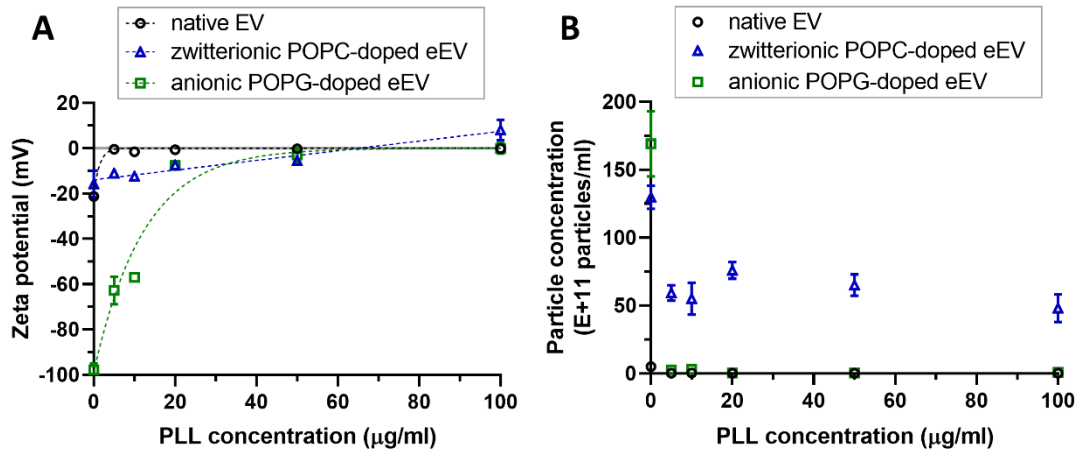 A
native EV
zwitterionic POPC-doped eEV
anionic POPG-doped eEV
Zeta potential (mV)
20
0
-20
-40
-60
-80
-100
0
20
40
60
80
100
PLL concentration (µg/ml)
B
native EV
zwitterionic POPC-doped eEV
anionic POPG-doped eEV
Particle concentration
(E+11 particles/ml)
200
150
100
50
0
0
20
40
60
80
100
PLL concentration (µg/ml)